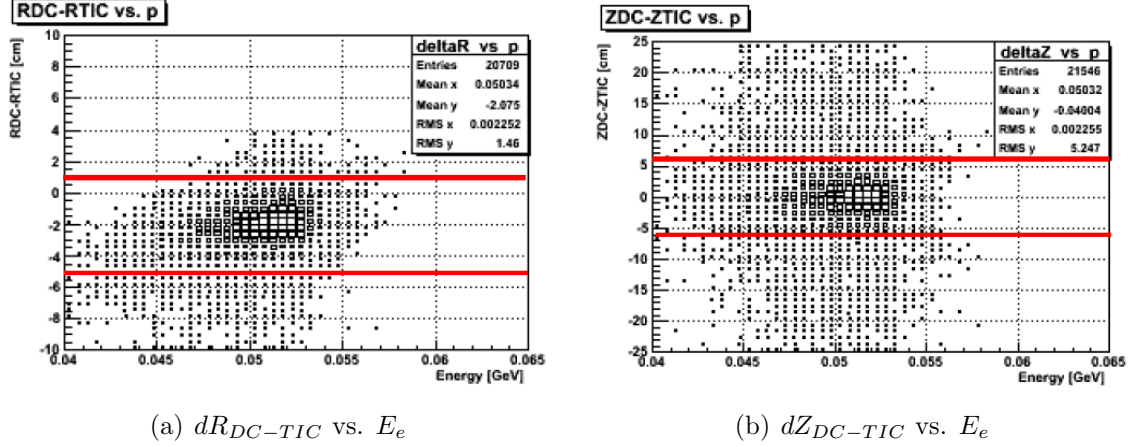 RDC-RTIC vs. p
RDC-RTIC [cm]
10
8
6
4
2
0
-2
-4
-6
-8
-10
0.04 0.045 0.05 0.055 0.06 0.065
Energy [GeV]
deltaR vs p
Entries 20709
Mean x 0.05034
Mean y -2.075
RMS x 0.002252
RMS y 1.46
(a) dR_{DC−TIC} vs. E_e
ZDC-ZTIC vs. p
ZDC-ZTIC [cm]
25
20
15
10
5
0
-5
-10
-15
-20
-25
0.04 0.045 0.05 0.055 0.06 0.065
Energy [GeV]
deltaZ vs p
Entries 21546
Mean x 0.05032
Mean y -0.04004
RMS x 0.002255
RMS y 5.247
(b) dZ_{DC−TIC} vs. E_e